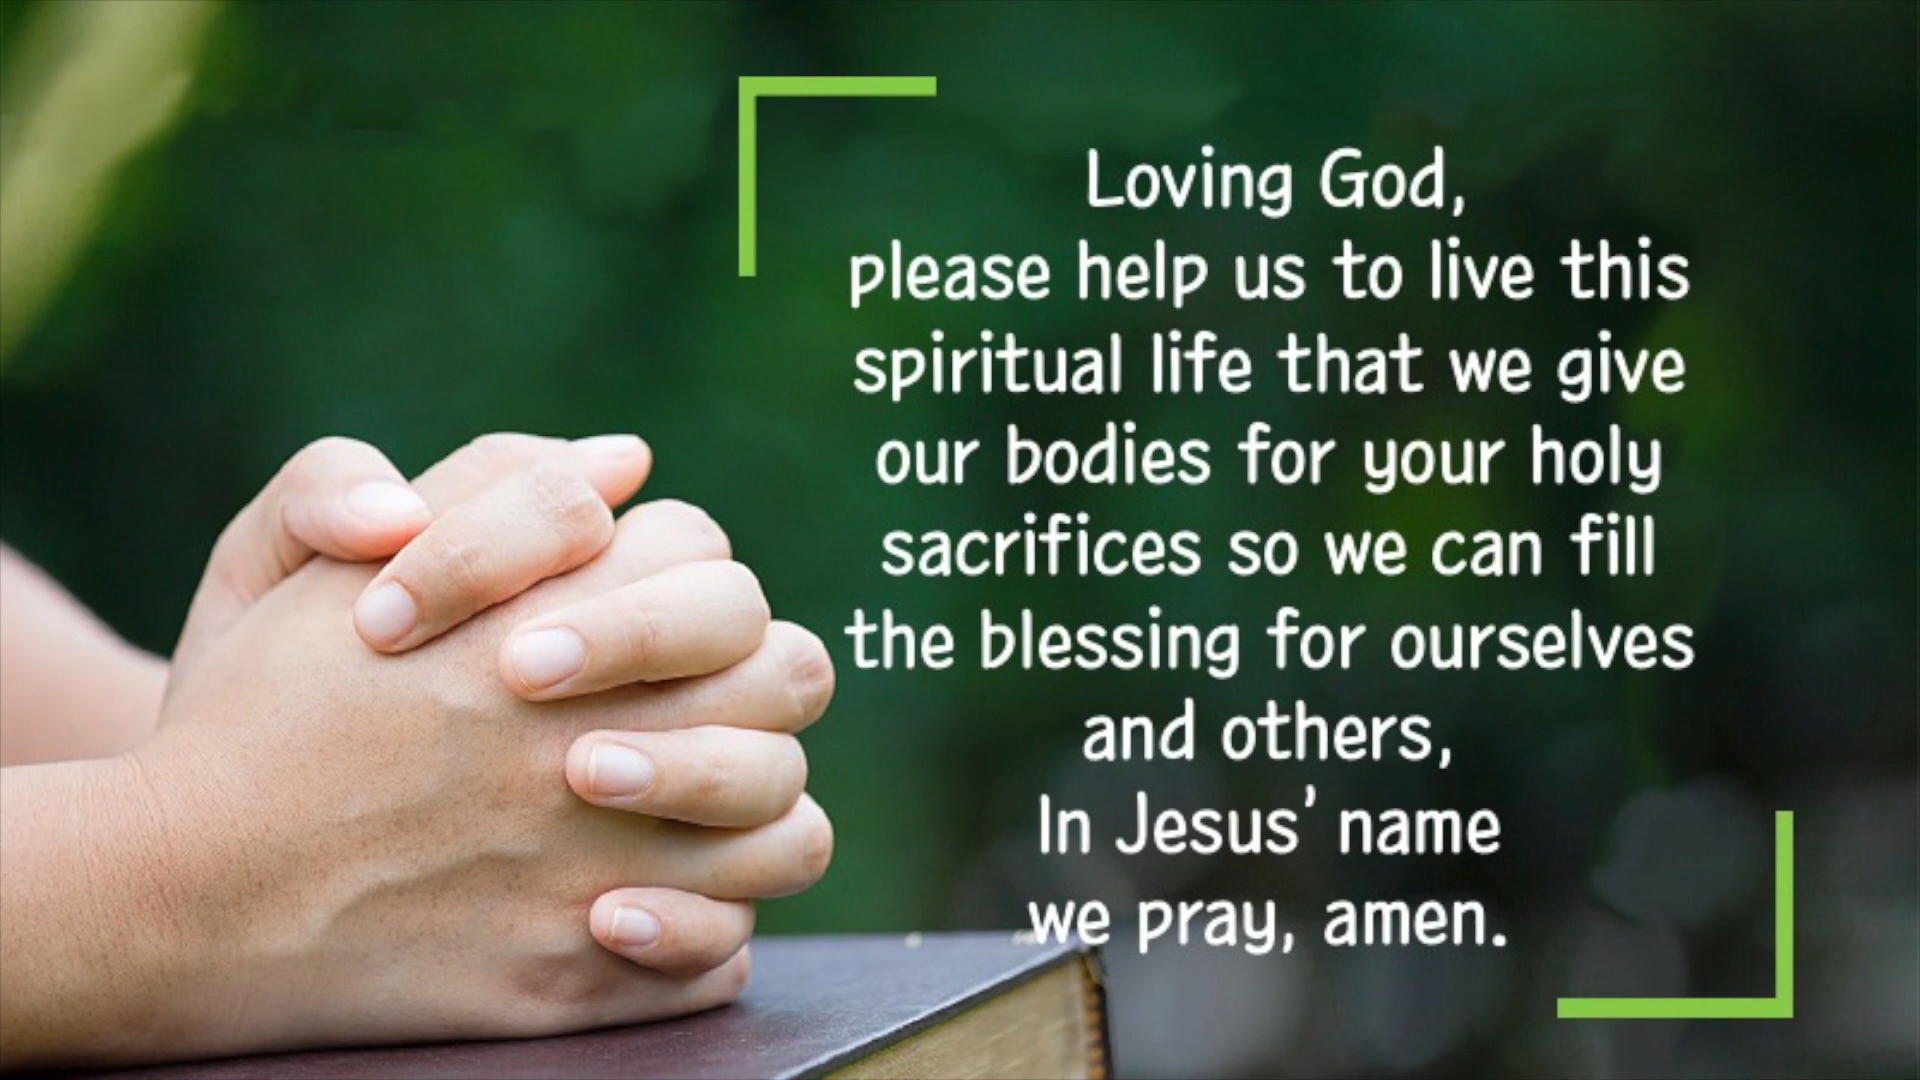 Loving God,
please help us to live this
spiritual life that we give
our bodies for your holy
sacrifices so we can fill
the blessing for ourselves
and others,
In Jesus’ name
we pray, amen.